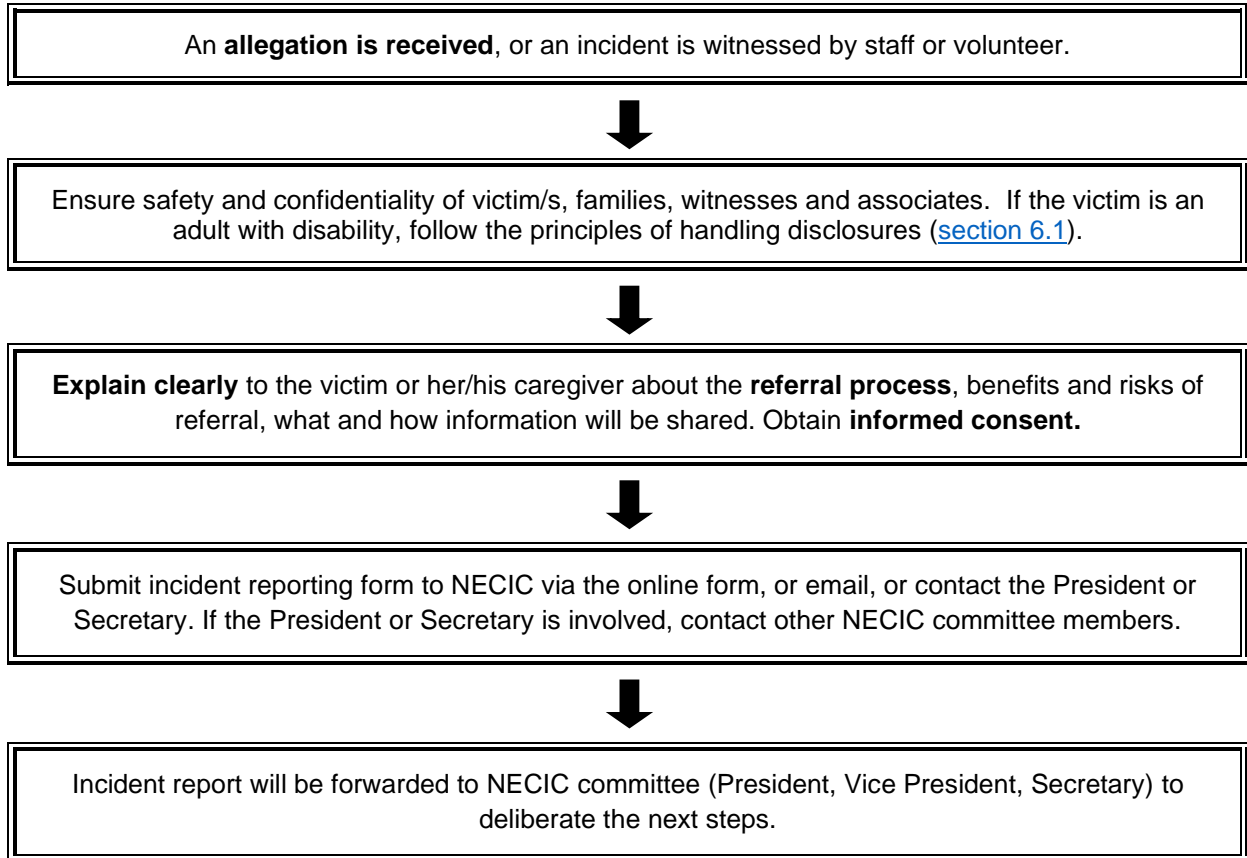 An allegation is received, or an incident is witnessed by staff or volunteer.
Ensure safety and confidentiality of victim/s, families, witnesses and associates.  If the victim is an
adult with disability, follow the principles of handling disclosures (section 6.1).
Explain clearly to the victim or her/his caregiver about the referral process, benefits and risks of
referral, what and how information will be shared. Obtain informed consent.
Submit incident reporting form to NECIC via the online form, or email, or contact the President or
Secretary. If the President or Secretary is involved, contact other NECIC committee members.
Incident report will be forwarded to NECIC committee (President, Vice President, Secretary) to
deliberate the next steps.